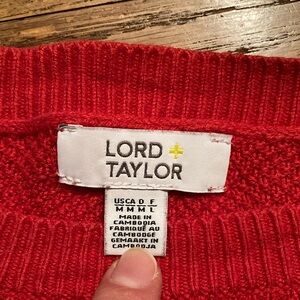 LORD +
TAYLOR
USCA D F
M M M L
MADE IN
CAMBODIA
FABRIQUÉ AU
CAMBODGE
GEMAAKT IN
CAMBODJA